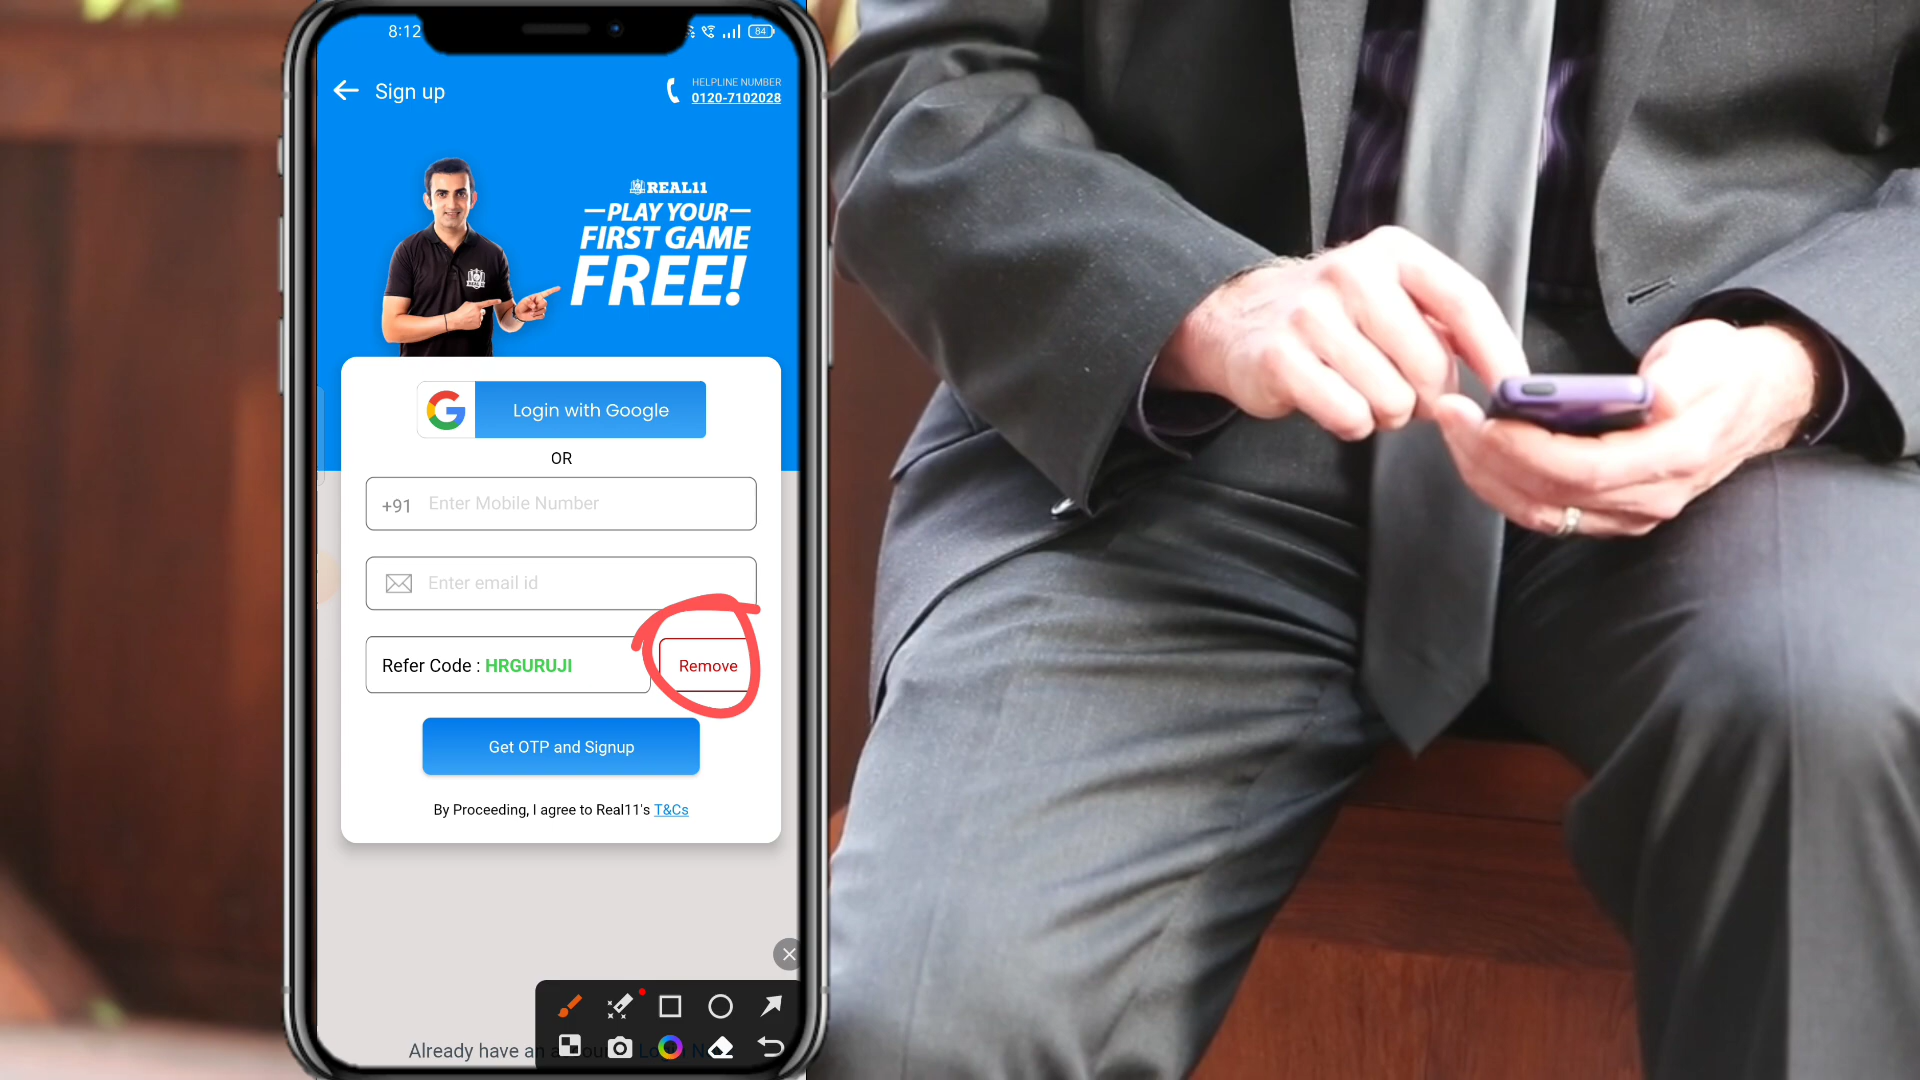 8:12
84
Sign up
HELPLINE NUMBER
0120-7102028
REAL11
PLAY YOUR
FIRST GAME
FREE!
Login with Google
OR
+91 Enter Mobile Number
Enter email id
Refer Code : HRGURUJI
Remove
Get OTP and Signup
By Proceeding, I agree to Real11's T&Cs
Already have an